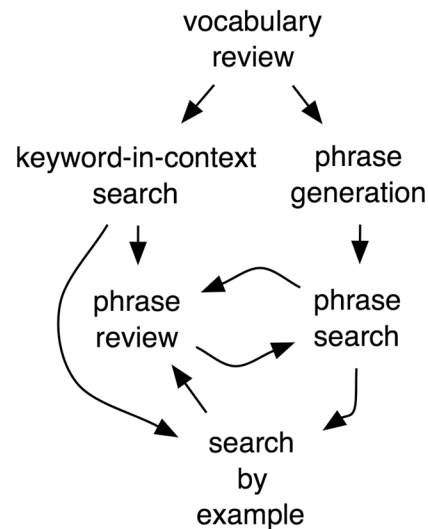 vocabulary
review
keyword-in-context
search
phrase
generation
phrase
review
phrase
search
search
by
example